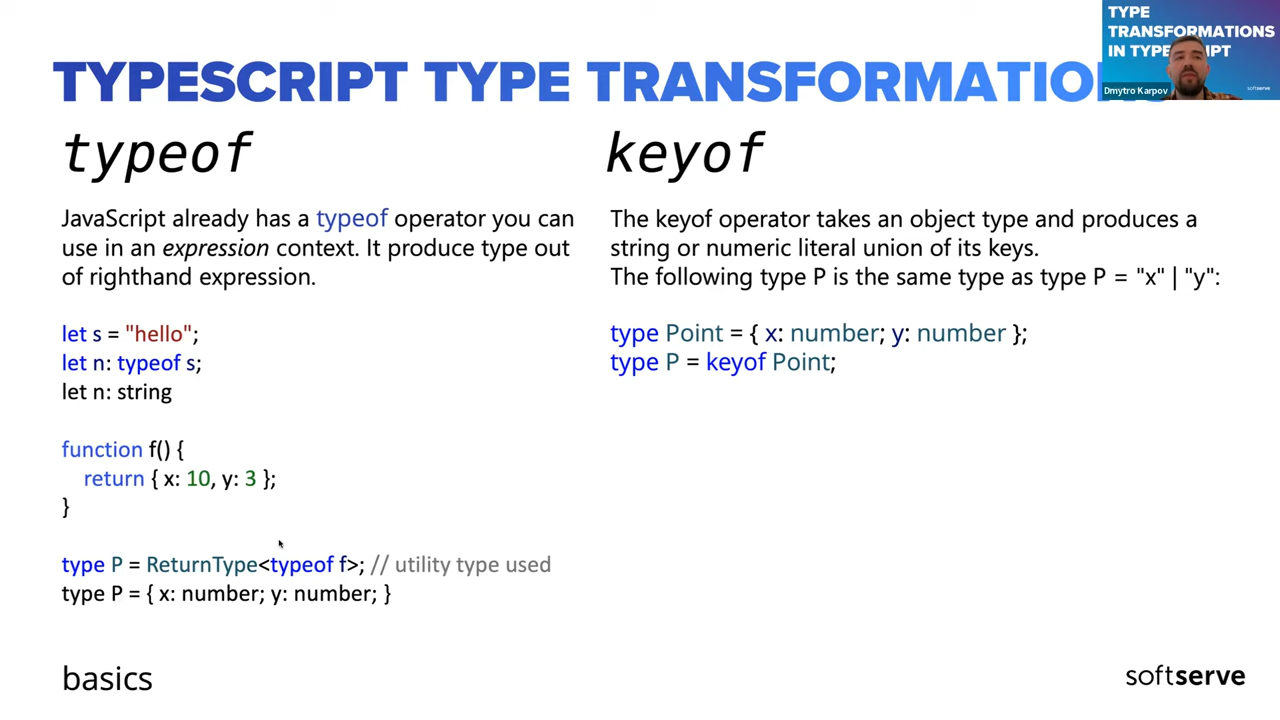 TYPE
TRANSFORMATIONS
IN TYPESCRIPT
Dmytro Karpov
softserve
TYPESCRIPT TYPE TRANSFORMATIO
typeof
JavaScript already has a typeof operator you can
use in an expression context. It produce type out
of righthand expression.
let s = "hello";
let n: typeof s;
let n: string
function f() {
return { x: 10, y: 3 };
}
type P = ReturnType<typeof f>; // utility type used
type P = { x: number; y: number; }
keyof
The keyof operator takes an object type and produces a
string or numeric literal union of its keys.
The following type P is the same type as type P = "x" | "y":
type Point = { x: number; y: number };
type P = keyof Point;
basics
softserve